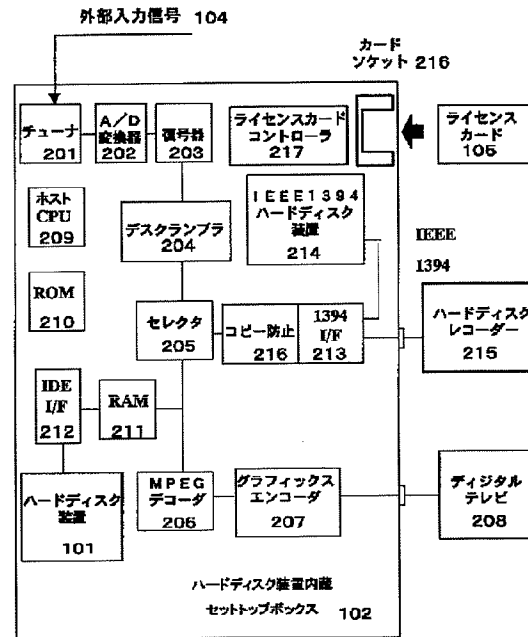 外部入力信号 104
カード
ソケット 216
チューナ
201
A/D
変換器
202
復号器
203
ライセンスカード
コントローラ
217
ライセンス
カード
105
ホスト
CPU
209
デスクランブラ
204
IEEE1394
ハードディスク
装置
214
IEEE
1394
ROM
210
セレクタ
205
コピー防止
216
1394
I/F
213
ハードディスク
レコーダー
215
IDE
I/F
212
RAM
211
ハードディスク
装置
101
MPEG
デコーダ
206
グラフィックス
エンコーダ
207
ディジタル
テレビ
208
ハードディスク装置内蔵
セットトップボックス 102